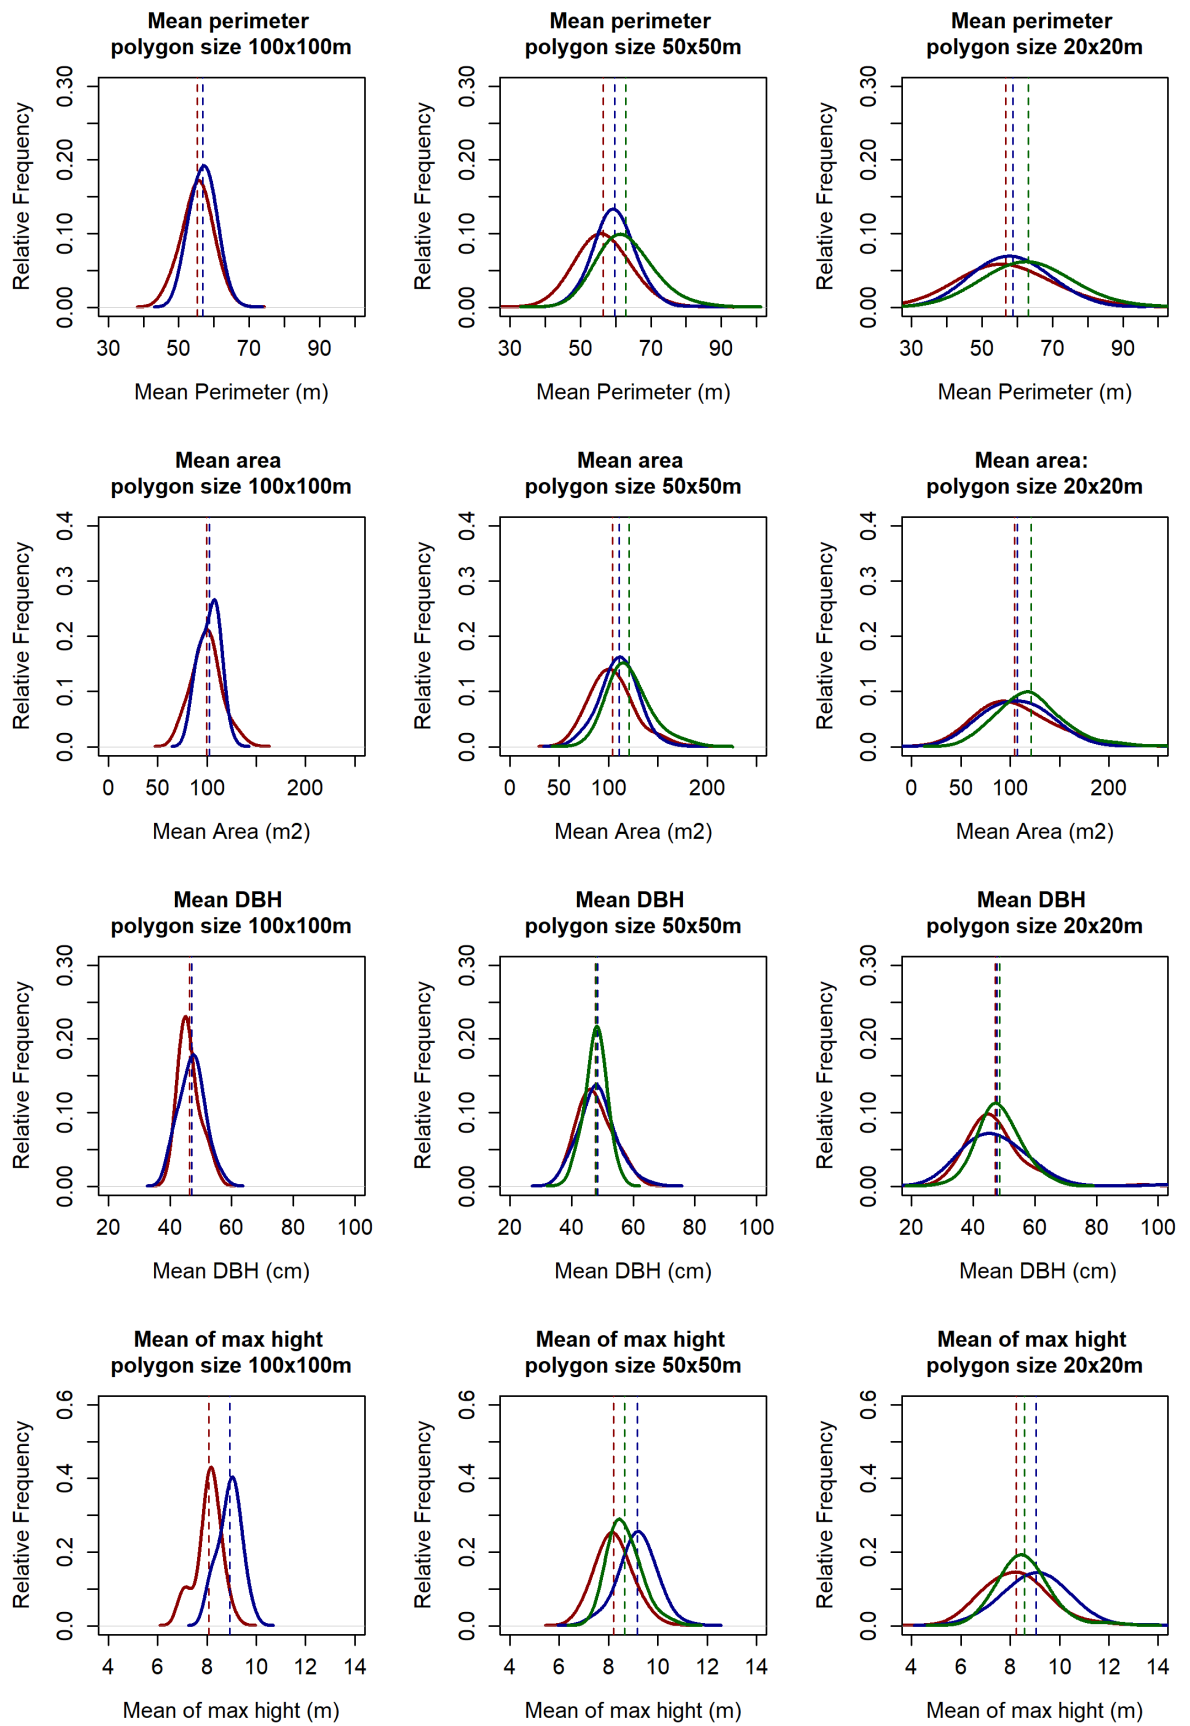 Mean perimeter
polygon size 100x100m
Relative Frequency
0.00 0.10 0.20 0.30
30 50 70 90
Mean Perimeter (m)
Mean perimeter
polygon size 50x50m
Relative Frequency
0.00 0.10 0.20 0.30
30 50 70 90
Mean Perimeter (m)
Mean perimeter
polygon size 20x20m
Relative Frequency
0.00 0.10 0.20 0.30
30 50 70 90
Mean Perimeter (m)
Mean area
polygon size 100x100m
Relative Frequency
0.0 0.1 0.2 0.3 0.4
0 50 100 200
Mean Area (m2)
Mean area
polygon size 50x50m
Relative Frequency
0.0 0.1 0.2 0.3 0.4
0 50 100 200
Mean Area (m2)
Mean area:
polygon size 20x20m
Relative Frequency
0.0 0.1 0.2 0.3 0.4
0 50 100 200
Mean Area (m2)
Mean DBH
polygon size 100x100m
Relative Frequency
0.00 0.10 0.20 0.30
20 40 60 80 100
Mean DBH (cm)
Mean DBH
polygon size 50x50m
Relative Frequency
0.00 0.10 0.20 0.30
20 40 60 80 100
Mean DBH (cm)
Mean DBH
polygon size 20x20m
Relative Frequency
0.00 0.10 0.20 0.30
20 40 60 80 100
Mean DBH (cm)
Mean of max hight
polygon size 100x100m
Relative Frequency
0.0 0.2 0.4 0.6
4 6 8 10 12 14
Mean of max hight (m)
Mean of max hight
polygon size 50x50m
Relative Frequency
0.0 0.2 0.4 0.6
4 6 8 10 12 14
Mean of max hight (m)
Mean of max hight
polygon size 20x20m
Relative Frequency
0.0 0.2 0.4 0.6
4 6 8 10 12 14
Mean of max hight (m)